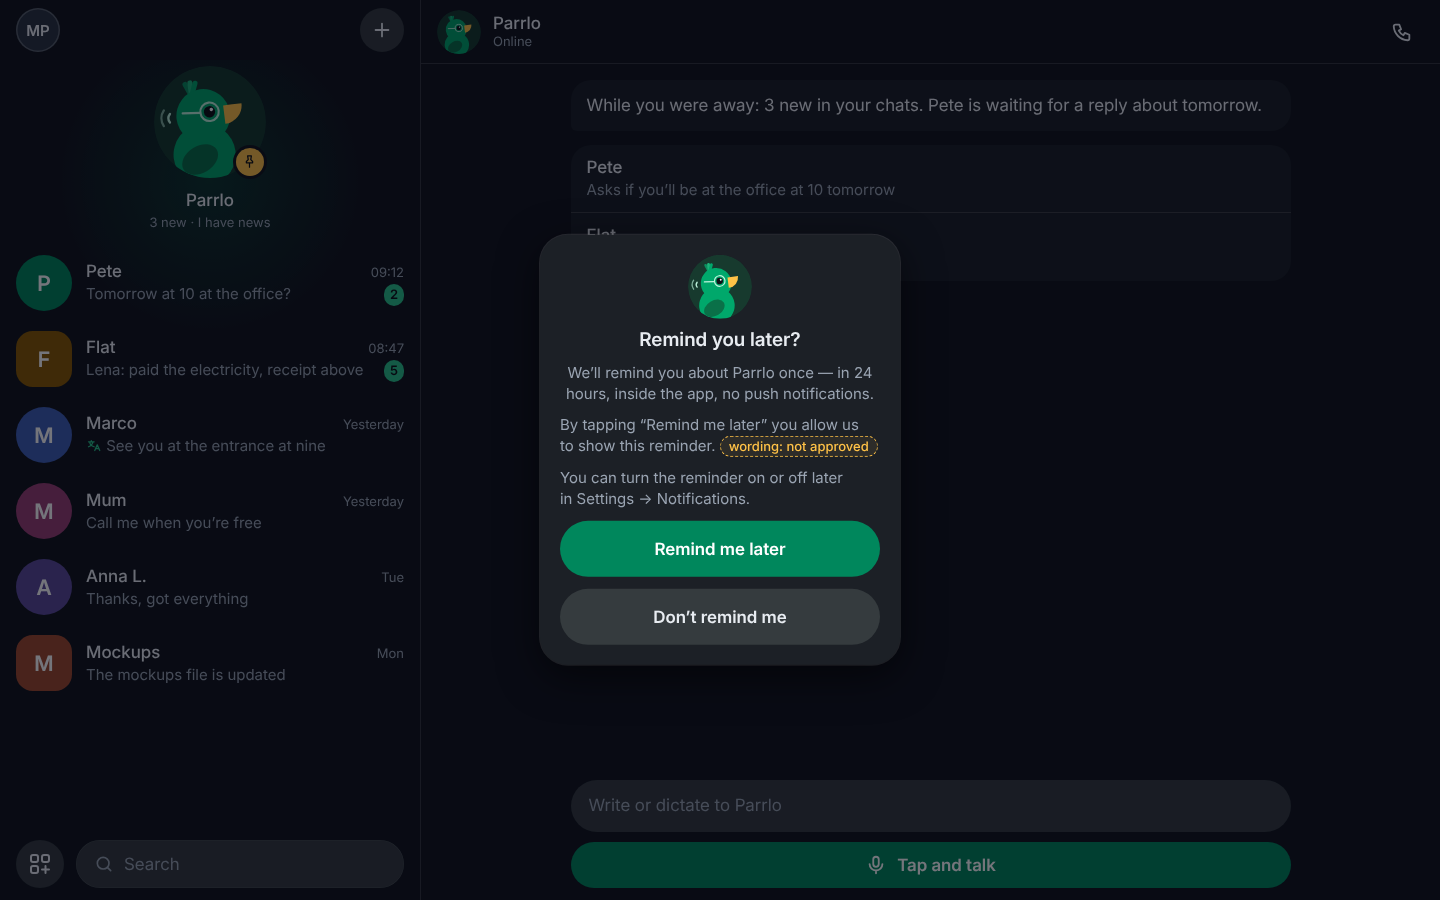 MP
Parrlo
3 new · I have news
P
Pete
09:12
Tomorrow at 10 at the office?
2
F
Flat
08:47
Lena: paid the electricity, receipt above
5
M
Marco
Yesterday
See you at the entrance at nine
M
Mum
Yesterday
Call me when you’re free
A
Anna L.
Tue
Thanks, got everything
M
Mockups
Mon
The mockups file is updated
Search
Parrlo
Online
While you were away: 3 new in your chats. Pete is waiting for a reply about tomorrow.
Pete
Asks if you’ll be at the office at 10 tomorrow
Flat
Remind you later?
We’ll remind you about Parrlo once — in 24
hours, inside the app, no push notifications.
By tapping “Remind me later” you allow us
to show this reminder. wording: not approved
You can turn the reminder on or off later
in Settings → Notifications.
Remind me later
Don’t remind me
Write or dictate to Parrlo
Tap and talk